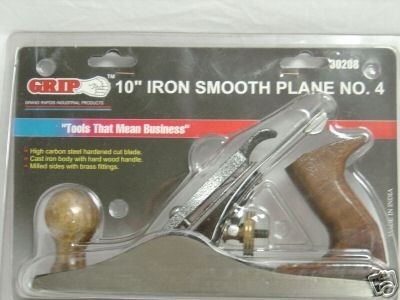 30208
GRIP™ 10" IRON SMOOTH PLANE NO. 4
GRAND RAPIDS INDUSTRIAL PRODUCTS
"Tools That Mean Business"
• High carbon steel hardened cut blade.
• Cast iron body with hard wood handle.
• Milled sides with brass fittings.
MADE IN INDIA